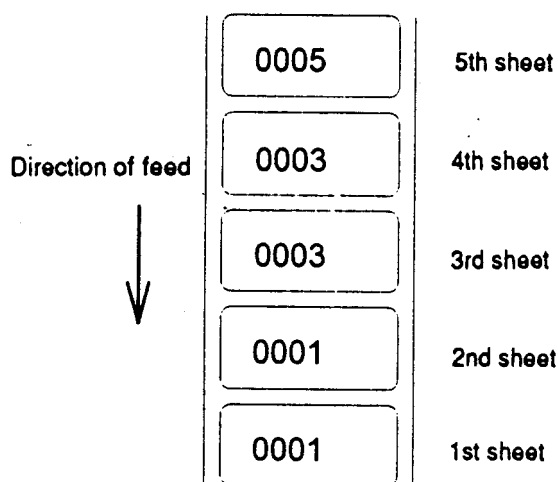 0005 5th sheet
0003 4th sheet
Direction of feed
0003 3rd sheet
0001 2nd sheet
0001 1st sheet